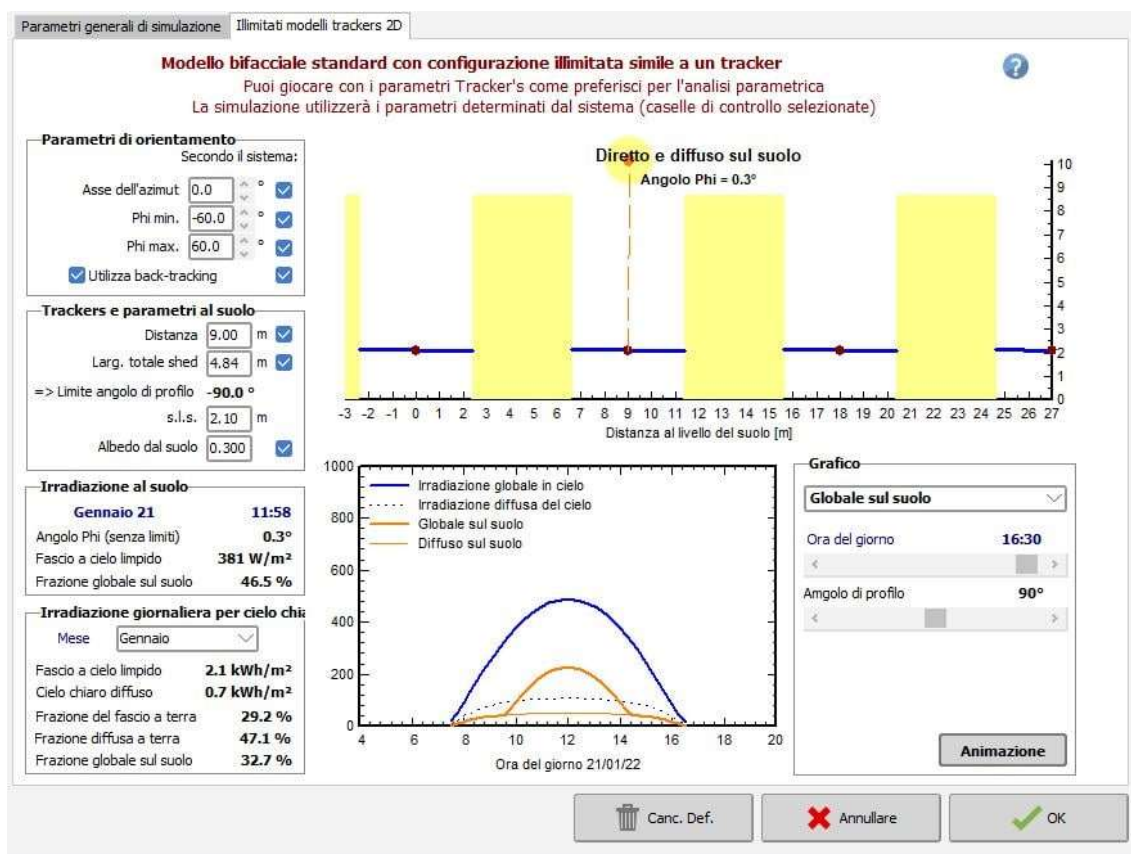 Parametri generali di simulazione
Illimitati modelli trackers 2D
Modello bifacciale standard con configurazione illimitata simile a un tracker
Puoi giocare con i parametri Tracker's come preferisci per l'analisi parametrica
La simulazione utilizzerà i parametri determinati dal sistema (caselle di controllo selezionate)
?
Parametri di orientamento
Secondo il sistema:
Asse dell'azimut 0.0 °
Phi min. -60.0 °
Phi max. 60.0 °
Utilizza back-tracking
Trackers e parametri al suolo
Distanza 9.00 m
Larg. totale shed 4.84 m
=> Limite angolo di profilo -90.0 °
s.l.s. 2.10 m
Albedo dal suolo 0.300
Irradiazione al suolo
Gennaio 21 11:58
Angolo Phi (senza limiti) 0.3°
Fascio a cielo limpido 381 W/m²
Frazione globale sul suolo 46.5 %
Irradiazione giornaliera per cielo chia
Mese Gennaio
Fascio a cielo limpido 2.1 kWh/m²
Cielo chiaro diffuso 0.7 kWh/m²
Frazione del fascio a terra 29.2 %
Frazione diffusa a terra 47.1 %
Frazione globale sul suolo 32.7 %
Diretto e diffuso sul suolo
Angolo Phi = 0.3°
10
9
8
7
6
5
4
3
2
1
0
-3 -2 -1 0 1 2 3 4 5 6 7 8 9 10 11 12 13 14 15 16 17 18 19 20 21 22 23 24 25 26 27
Distanza al livello del suolo [m]
1000
800
600
400
200
0
Irradiazione globale in cielo
Irradiazione diffusa del cielo
Globale sul suolo
Diffuso sul suolo
4 6 8 10 12 14 16 18 20
Ora del giorno 21/01/22
Grafico
Globale sul suolo
Ora del giorno 16:30
Amgolo di profilo 90°
Animazione
Canc. Def.
Annullare
OK